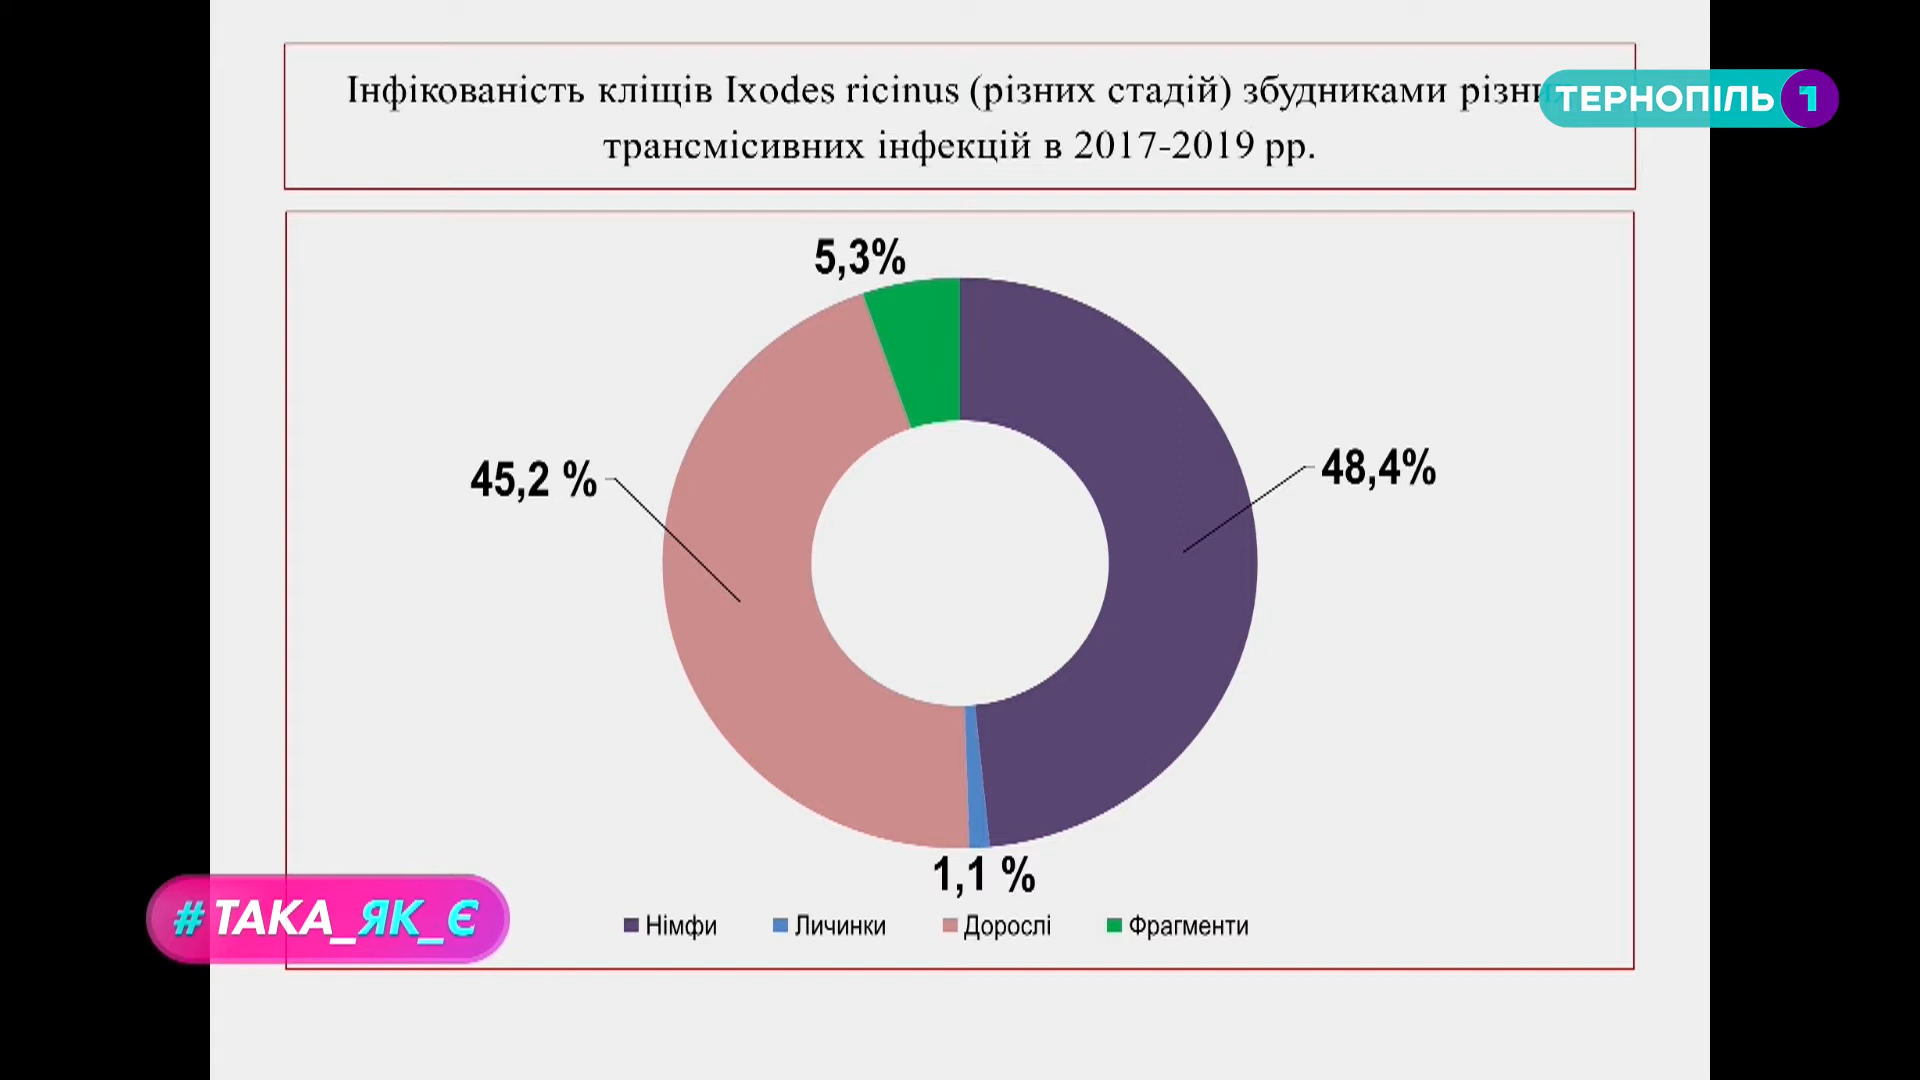 Інфікованість кліщів Ixodes ricinus (різних стадій) збудниками
ТЕРНОПІЛЬ 1
трансмісивних інфекцій в 2017-2019 рр.
5,3%
45,2 %
48,4%
1,1 %
#ТАКА_ЯК_Є
Німфи Личинки Дорослі Фрагменти